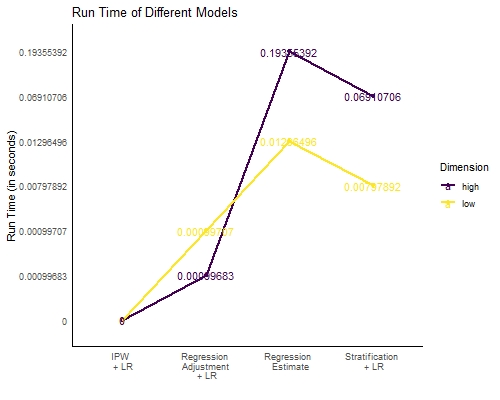 Run Time of Different Models
Run Time (in seconds)
0.19355392
0.06910706
0.01296496
0.00797892
0.00099707
0.00099683
0
0.19355392
0.06910706
0.01296496
0.00797892
0.00099707
0.00099683
0
IPW
+ LR
Regression
Adjustment
+ LR
Regression
Estimate
Stratification
+ LR
Dimension
a high
a low